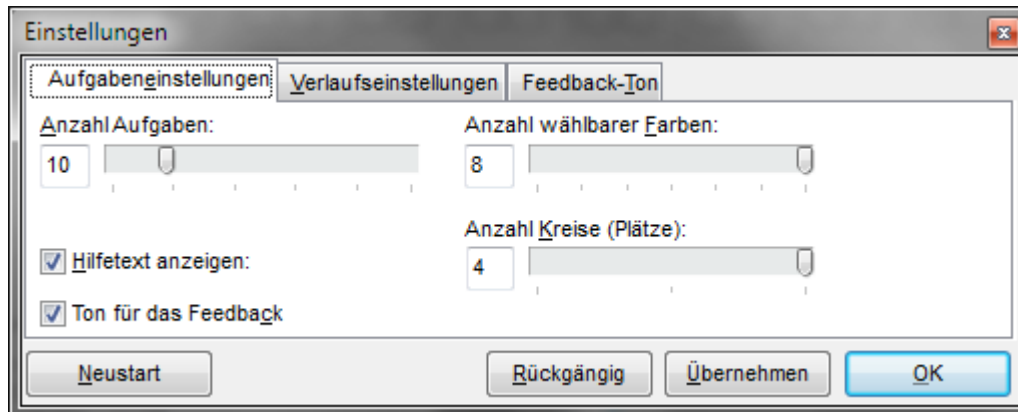 Einstellungen
Aufgabeneinstellungen Verlaufseinstellungen Feedback-Ton
Anzahl Aufgaben: Anzahl wählbarer Farben:
10 8
Anzahl Kreise (Plätze):
Hilfetext anzeigen: 4
Ton für das Feedback
Neustart Rückgängig Übernehmen OK